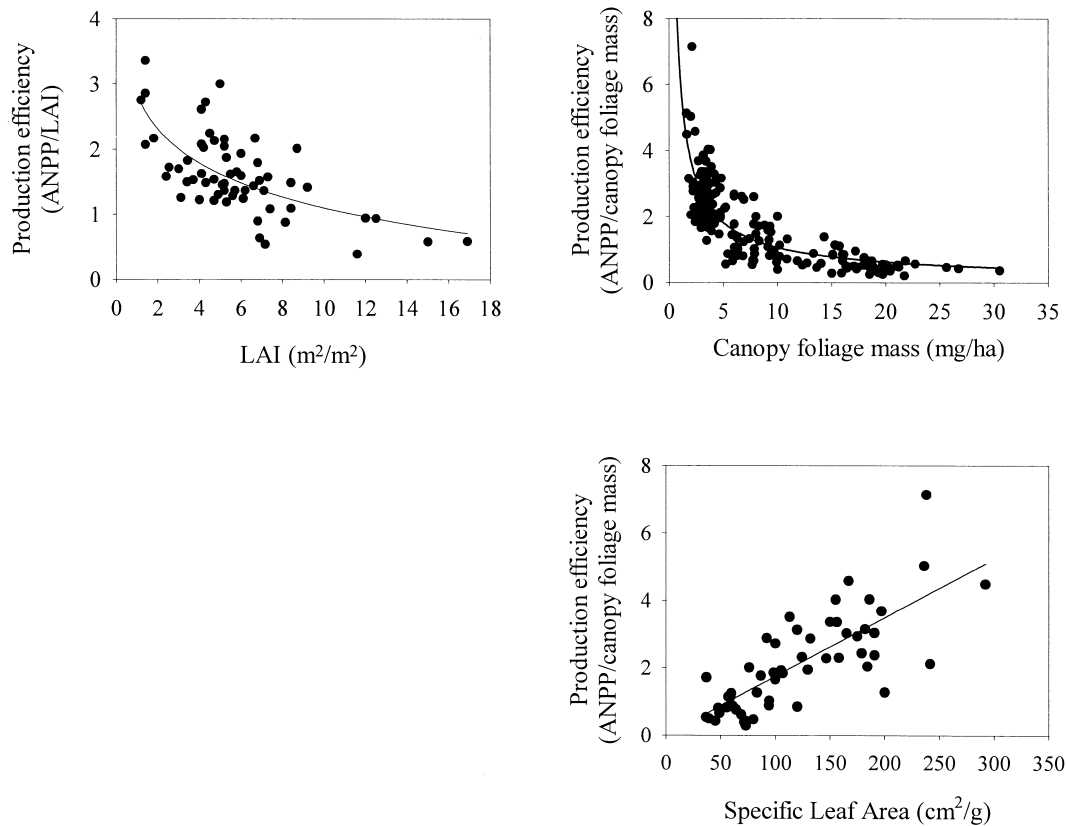 Production efficiency
(ANPP/LAI)
4
3
2
1
0
0 2 4 6 8 10 12 14 16 18
LAI (m²/m²)
Production efficiency
(ANPP/canopy foliage mass)
8
6
4
2
0
0 5 10 15 20 25 30 35
Canopy foliage mass (mg/ha)
Production efficiency
(ANPP/canopy foliage mass)
8
6
4
2
0
0 50 100 150 200 250 300 350
Specific Leaf Area (cm²/g)